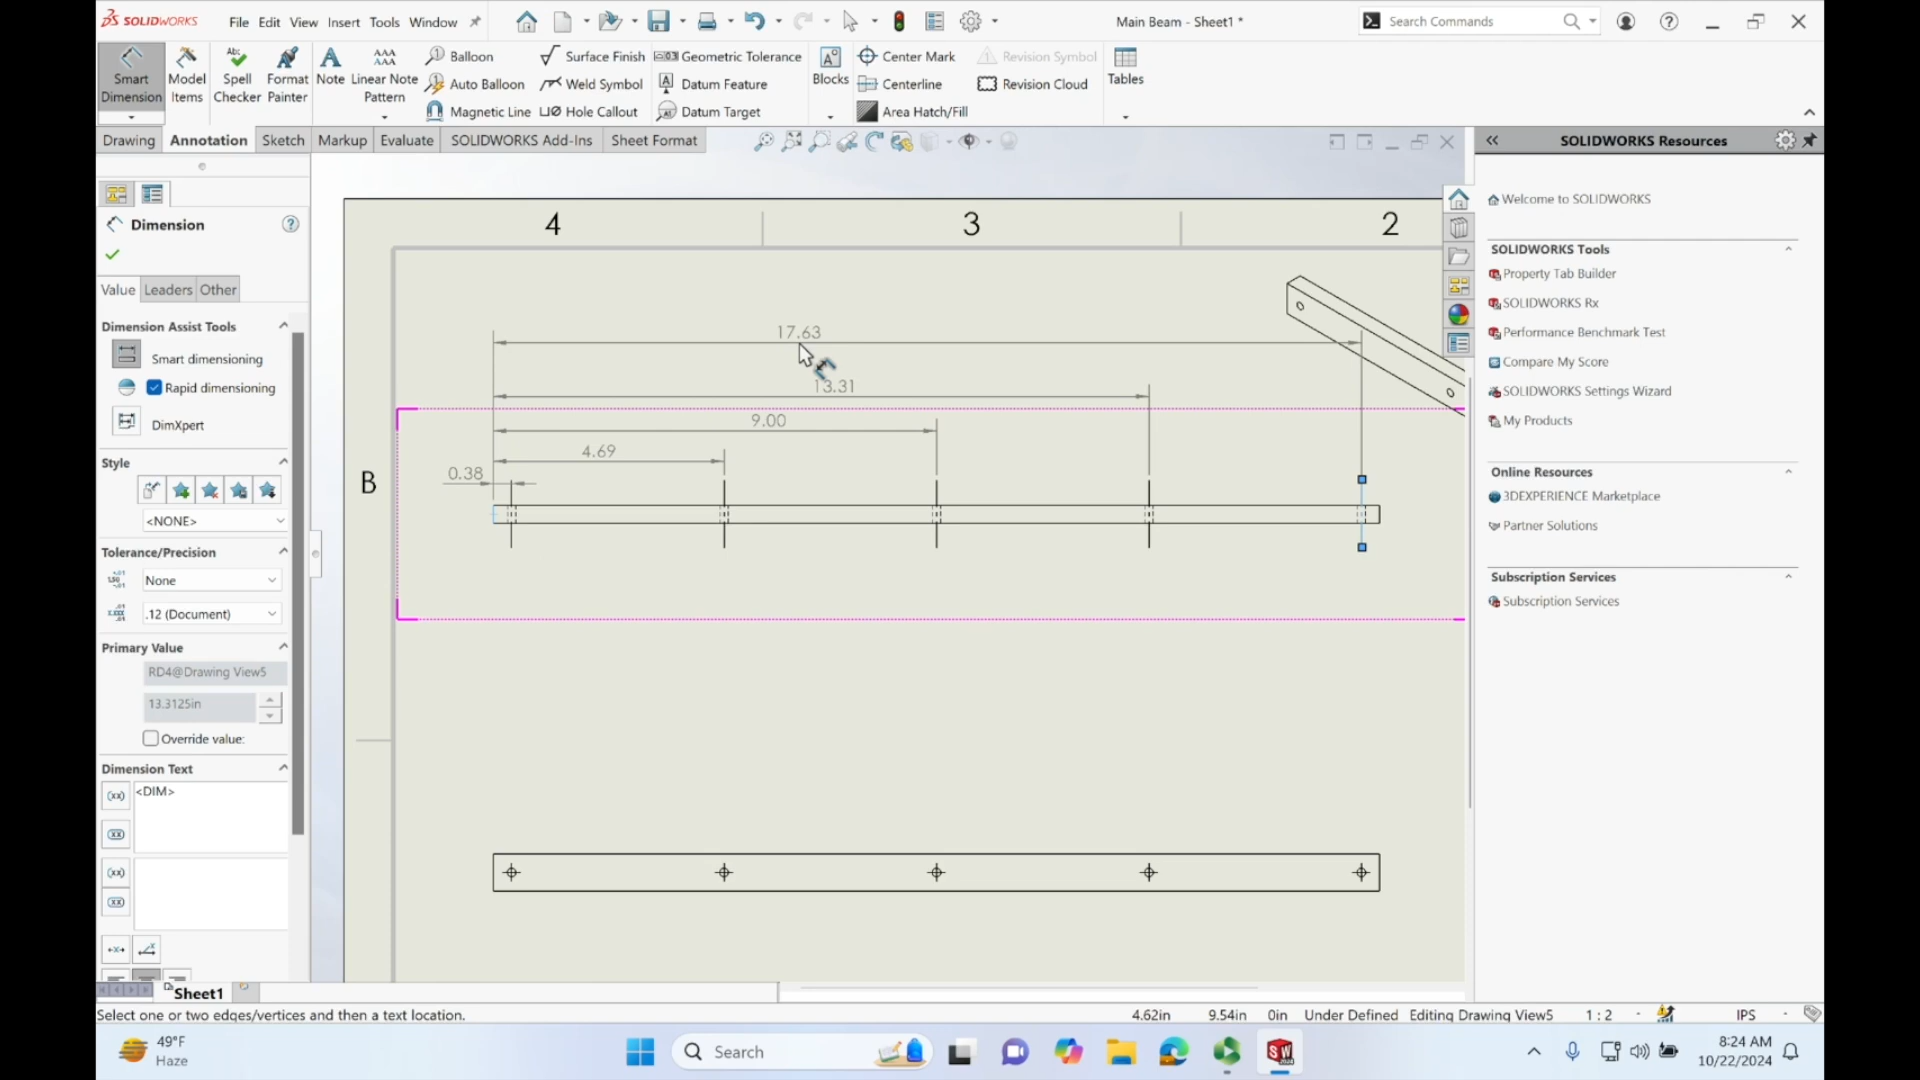 SOLIDWORKS
File Edit View Insert Tools Window
Main Beam - Sheet1 *
Search Commands
Smart Dimension
Model Items
Spell Checker
Format Painter
Note
Linear Note Pattern
Balloon
Auto Balloon
Magnetic Line
Surface Finish
Weld Symbol
Hole Callout
Geometric Tolerance
Datum Feature
Datum Target
Blocks
Center Mark
Centerline
Area Hatch/Fill
Revision Symbol
Revision Cloud
Tables
Drawing Annotation Sketch Markup Evaluate SOLIDWORKS Add-Ins Sheet Format
Dimension
Value Leaders Other
Dimension Assist Tools
Smart dimensioning
Rapid dimensioning
DimXpert
Style
<NONE>
Tolerance/Precision
None
.12 (Document)
Primary Value
RD4@Drawing View5
13.3125in
Override value:
Dimension Text
<DIM>
4 3 2
B
17.63
13.31
9.00
4.69
0.38
SOLIDWORKS Resources
Welcome to SOLIDWORKS
SOLIDWORKS Tools
Property Tab Builder
SOLIDWORKS Rx
Performance Benchmark Test
Compare My Score
SOLIDWORKS Settings Wizard
My Products
Online Resources
3DEXPERIENCE Marketplace
Partner Solutions
Subscription Services
Subscription Services
Sheet1
Select one or two edges/vertices and then a text location.
4.62in 9.54in 0in Under Defined Editing Drawing View5 1 : 2 - IPS -
49°F
Haze
Search
8:24 AM
10/22/2024